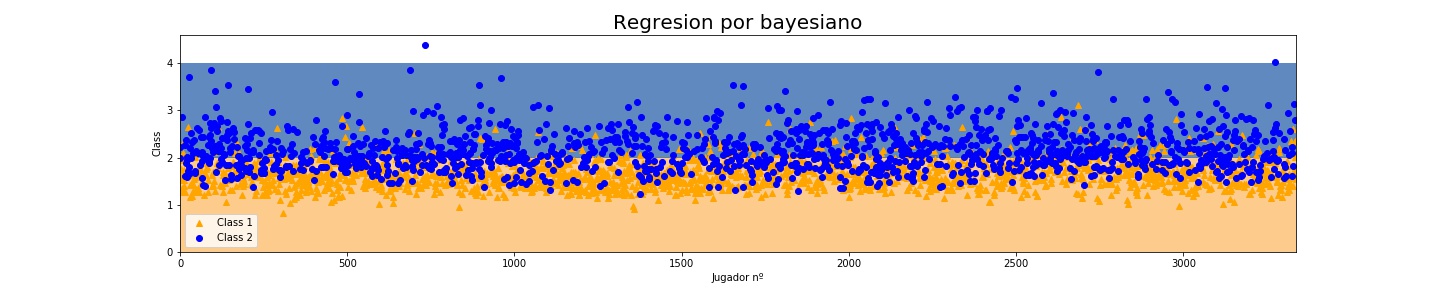 Regresion por bayesiano
Class
4
3
2
1
0
Class 1
Class 2
0 500 1000 1500 2000 2500 3000
Jugador nº